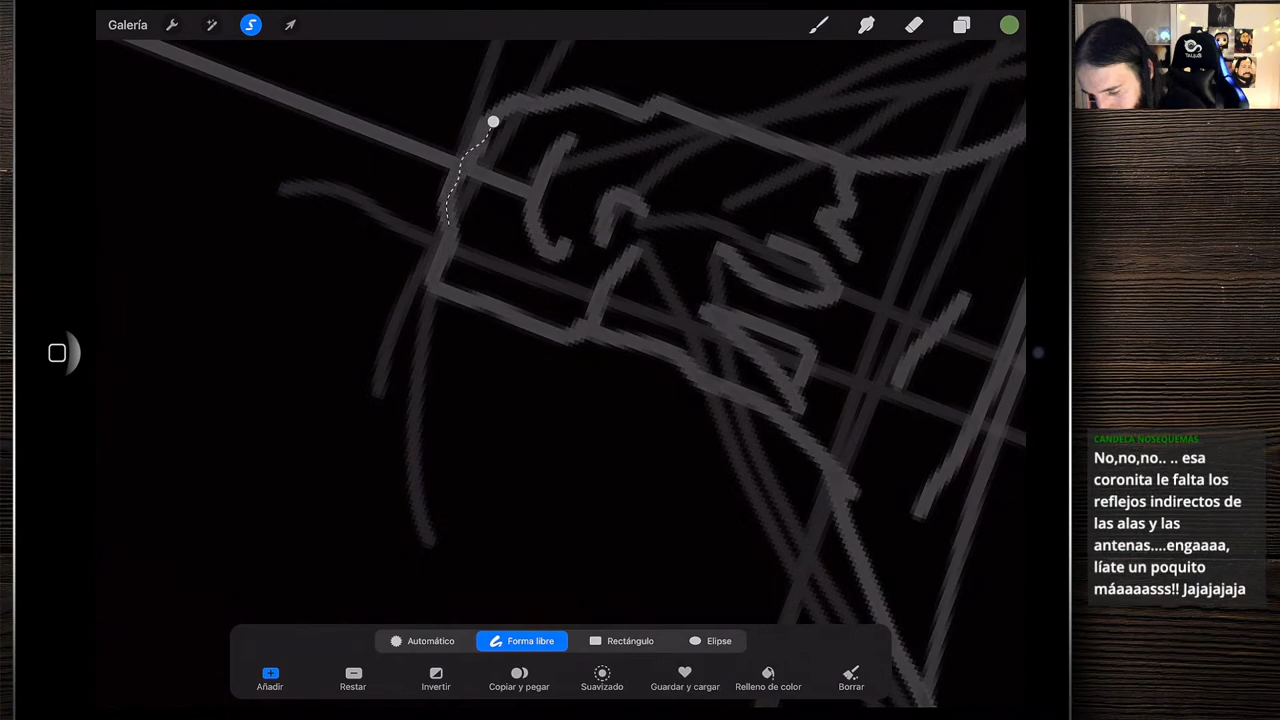 Galería
Automático
Forma libre
Rectángulo
Elipse
Añadir
Restar
Invertir
Copiar y pegar
Suavizado
Guardar y cargar
Relleno de color
Borrar
CANDELA NOSEQUEMAS
No,no,no.. .. esa
coronita le falta los
reflejos indirectos de
las alas y las
antenas....engaaaa,
líate un poquito
máaaaasss!! Jajajajaja